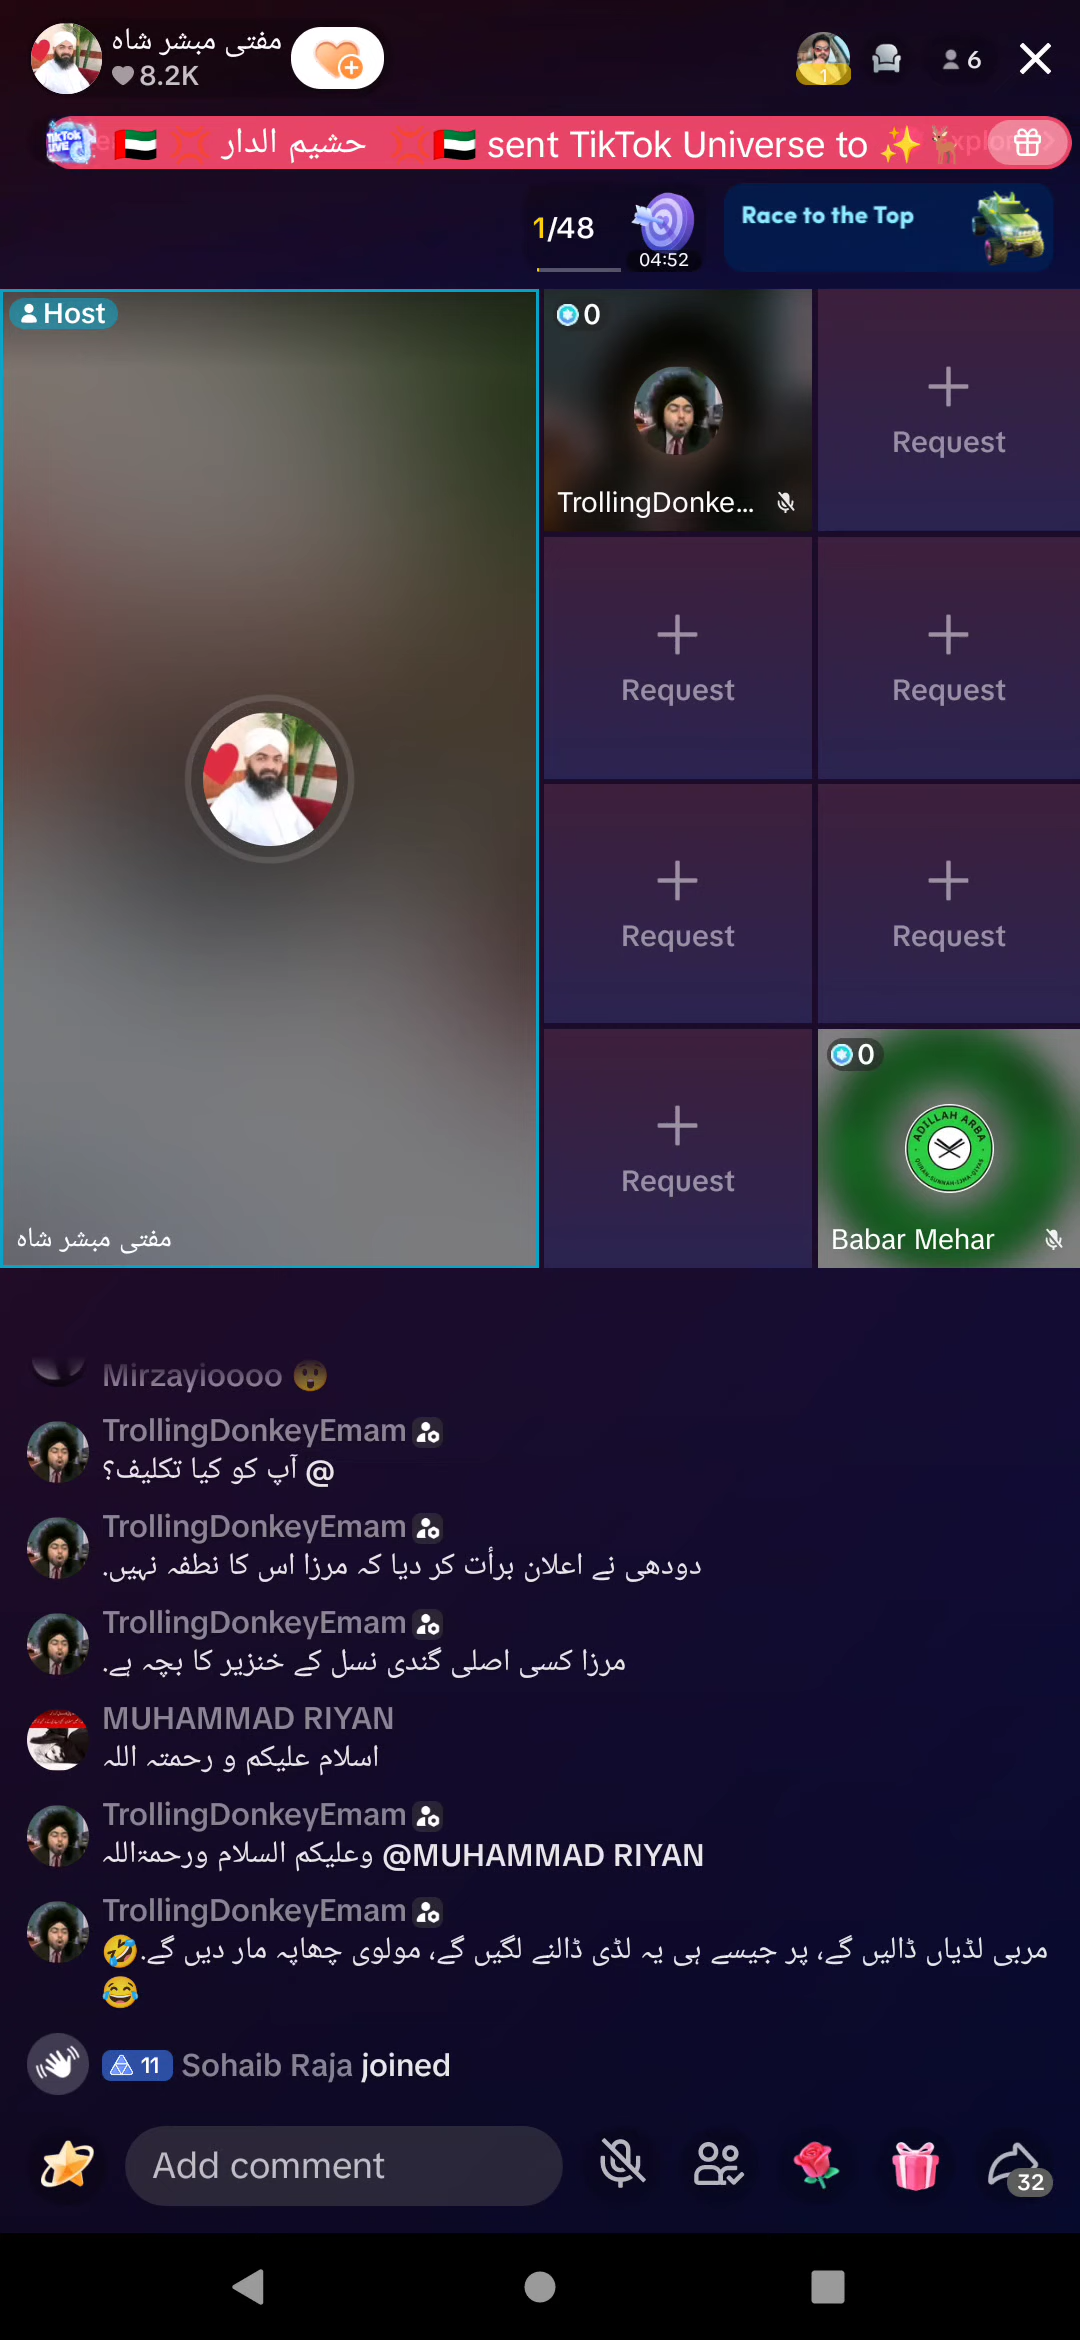 مفتی مبشر شاہ
8.2K
1
6
حشيم الدار sent TikTok Universe to
1/48
04:52
Race to the Top
Host
0
TrollingDonke...
Request
Request
Request
Request
Request
Request
0
ADILLAH ARBA
Babar Mehar
مفتی مبشر شاہ
Mirzayioooo 😲
TrollingDonkeyEmam
@ آپ کو کیا تکلیف؟
TrollingDonkeyEmam
دودھی نے اعلان برأت کر دیا کہ مرزا اس کا نطفہ نہیں.
TrollingDonkeyEmam
مرزا کسی اصلی گندی نسل کے خنزیر کا بچہ ہے.
MUHAMMAD RIYAN
اسلام علیکم و رحمتہ اللہ
TrollingDonkeyEmam
@MUHAMMAD RIYAN وعلیکم السلام ورحمۃاللہ
TrollingDonkeyEmam
مربی لڈیاں ڈالیں گے، پر جیسے ہی یہ لڈی ڈالنے لگیں گے، مولوی چھاپہ مار دیں گے.🤣
😂
11 Sohaib Raja joined
Add comment
32